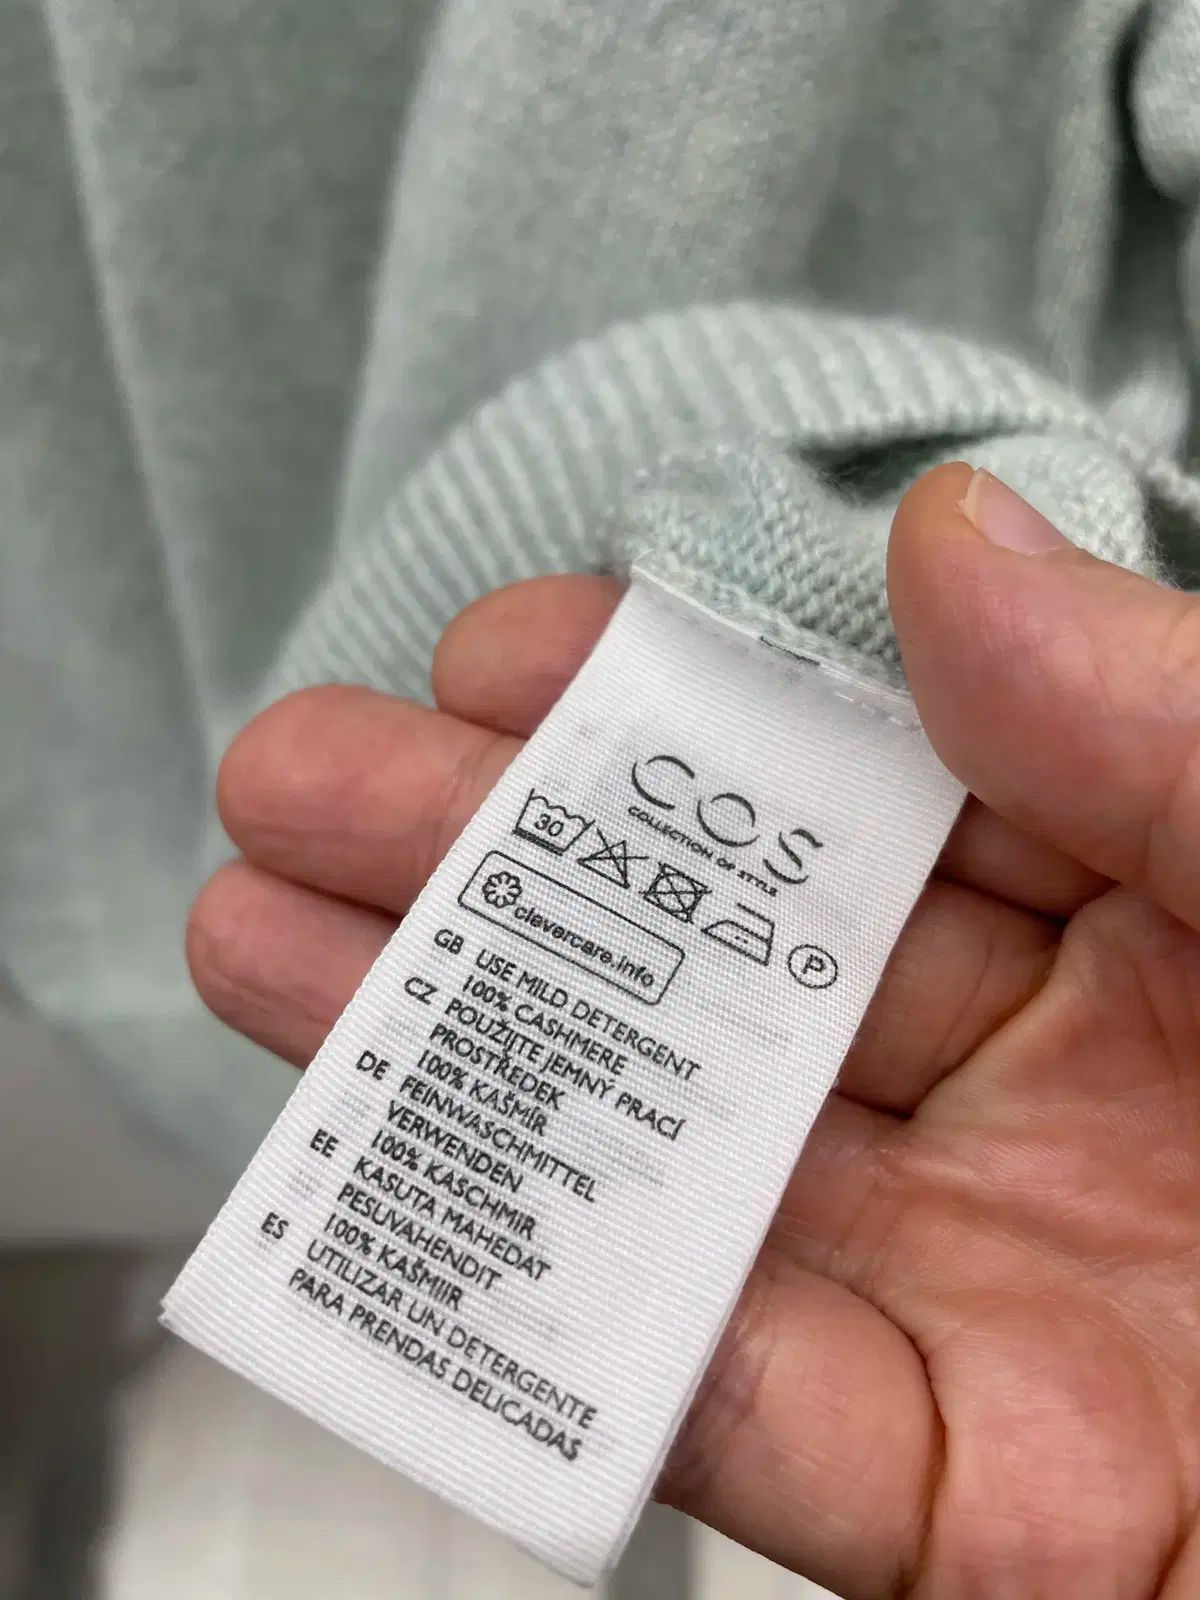 COS
COLLECTION OF STYLE
30
P
clevercare.info
GB USE MILD DETERGENT
100% CASHMERE
CZ POUŽIJTE JEMNÝ PRACÍ
PROSTŘEDEK
100% KAŠMÍR
DE FEINWASCHMITTEL
VERWENDEN
100% KASCHMIR
EE KASUTA MAHEDAT
PESUVAHENDIT
100% KAŠMIIR
ES UTILIZAR UN DETERGENTE
PARA PRENDAS DELICADAS